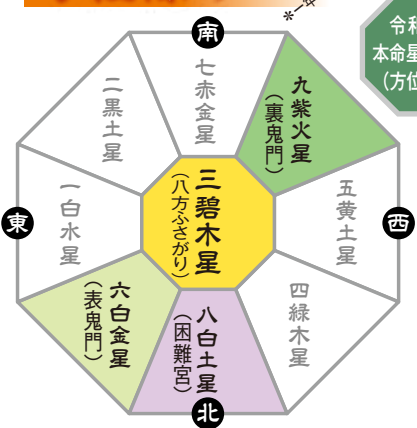 南
令和
本命星
（方位
七赤金星
九紫火星
（裏鬼門）
二黒土星
五黄土星
西
三碧木星
（八方ふさがり）
東
一白水星
四緑木星
六白金星
（表鬼門）
八白土星
（困難宮）
北